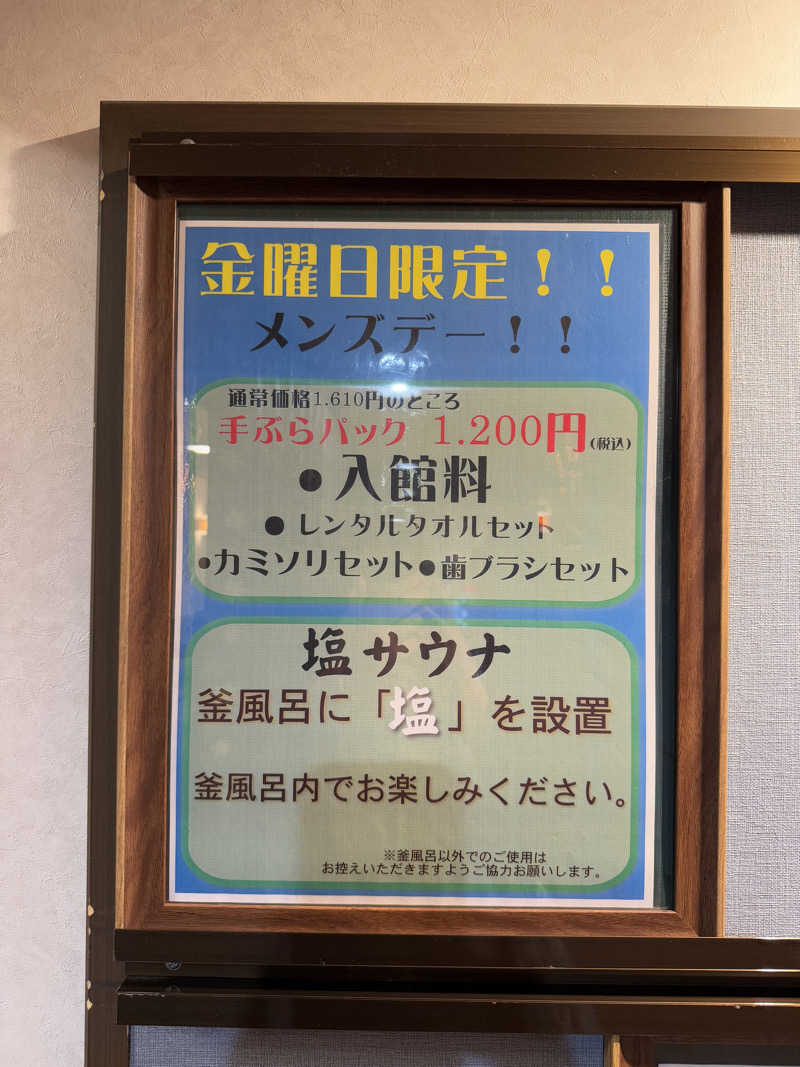 金曜日限定！！
メンズデー！！
通常価格1.610円のところ
手ぶらパック 1.200円(税込)
●入館料
●レンタルタオルセット
●カミソリセット●歯ブラシセット
塩サウナ
釜風呂に「塩」を設置
釜風呂内でお楽しみください。
※釜風呂以外でのご使用は
お控えいただきますようご協力お願いします。